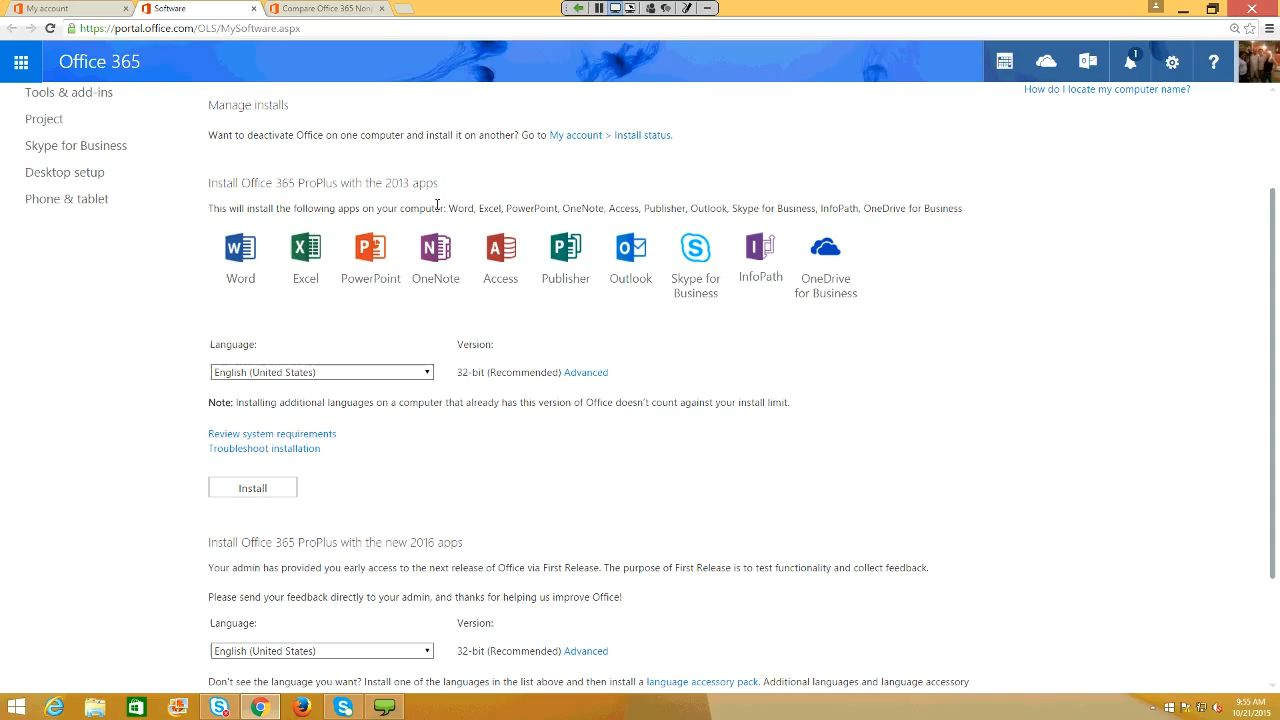 My account
Software
Compare Office 365 Nonp
https://portal.office.com/OLS/MySoftware.aspx
Office 365
1
?
Tools & add-ins
Project
Skype for Business
Desktop setup
Phone & tablet
How do I locate my computer name?
Manage installs
Want to deactivate Office on one computer and install it on another? Go to My account > Install status.
Install Office 365 ProPlus with the 2013 apps
This will install the following apps on your computer: Word, Excel, PowerPoint, OneNote, Access, Publisher, Outlook, Skype for Business, InfoPath, OneDrive for Business
Word
Excel
PowerPoint
OneNote
Access
Publisher
Outlook
Skype for
Business
InfoPath
OneDrive
for Business
Language:
Version:
English (United States)
32-bit (Recommended) Advanced
Note: Installing additional languages on a computer that already has this version of Office doesn't count against your install limit.
Review system requirements
Troubleshoot installation
Install
Install Office 365 ProPlus with the new 2016 apps
Your admin has provided you early access to the next release of Office via First Release. The purpose of First Release is to test functionality and collect feedback.
Please send your feedback directly to your admin, and thanks for helping us improve Office!
Language:
Version:
English (United States)
32-bit (Recommended) Advanced
Don't see the language you want? Install one of the languages in the list above and then install a language accessory pack. Additional languages and language accessory
9:55 AM
10/21/2015